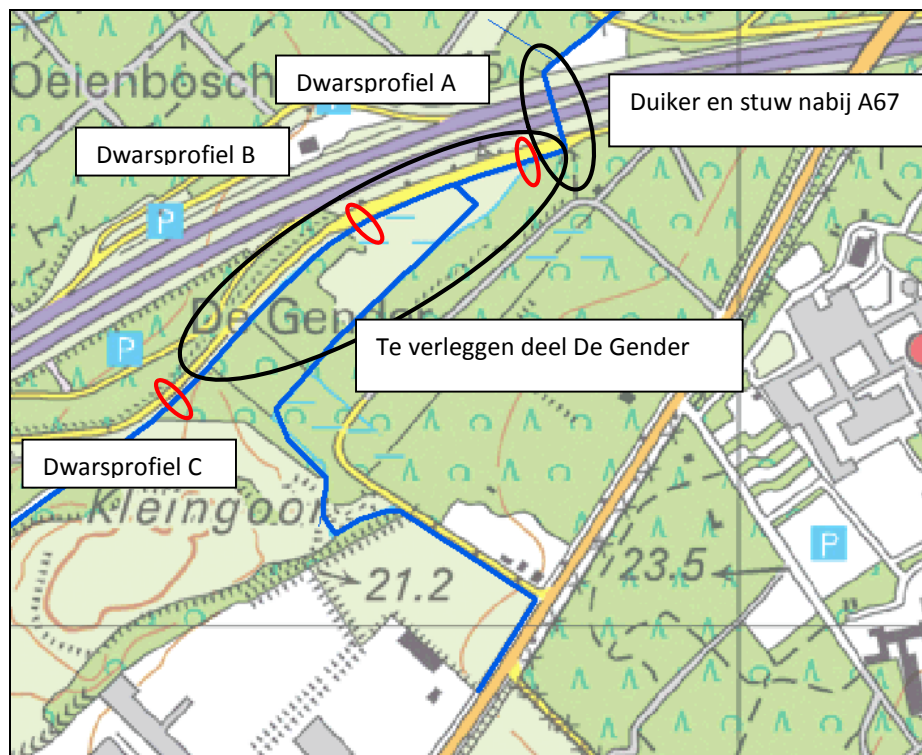 Oelenbosch
Dwarsprofiel A
Duiker en stuw nabij A67
Dwarsprofiel B
P
De Gender
P
Te verleggen deel De Gender
Dwarsprofiel C
Kleingoor
P
21.2
23.5